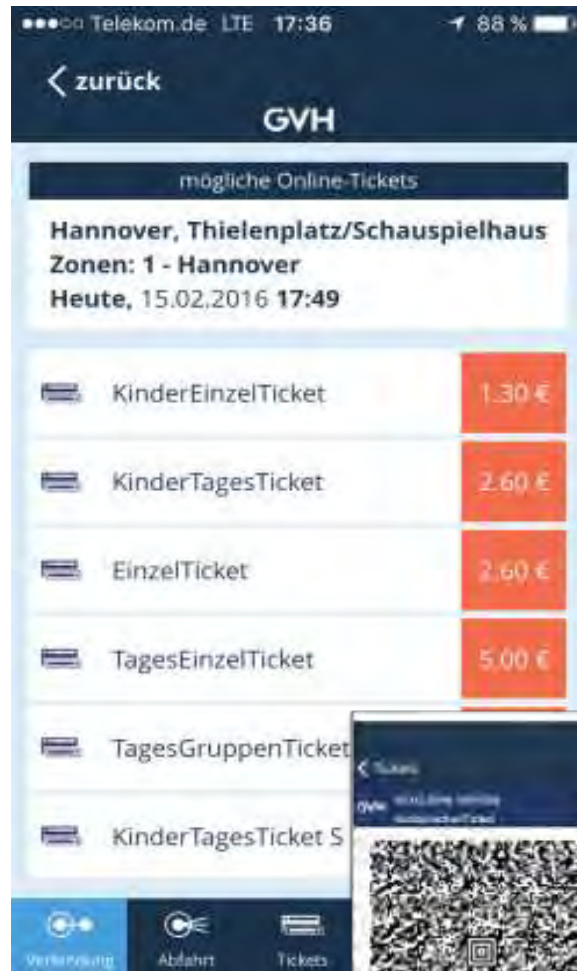 Telekom.de LTE 17:36 88 %
zurück
GVH
mögliche Online-Tickets
Hannover, Thielenplatz/Schauspielhaus
Zonen: 1 - Hannover
Heute, 15.02.2016 17:49
KinderEinzelTicket 1.30 €
KinderTagesTicket 2.60 €
EinzelTicket 2.60 €
TagesEinzelTicket 5.00 €
TagesGruppenTicket
KinderTagesTicket S
Tickets
GVH
Verbindung Abfahrt Tickets